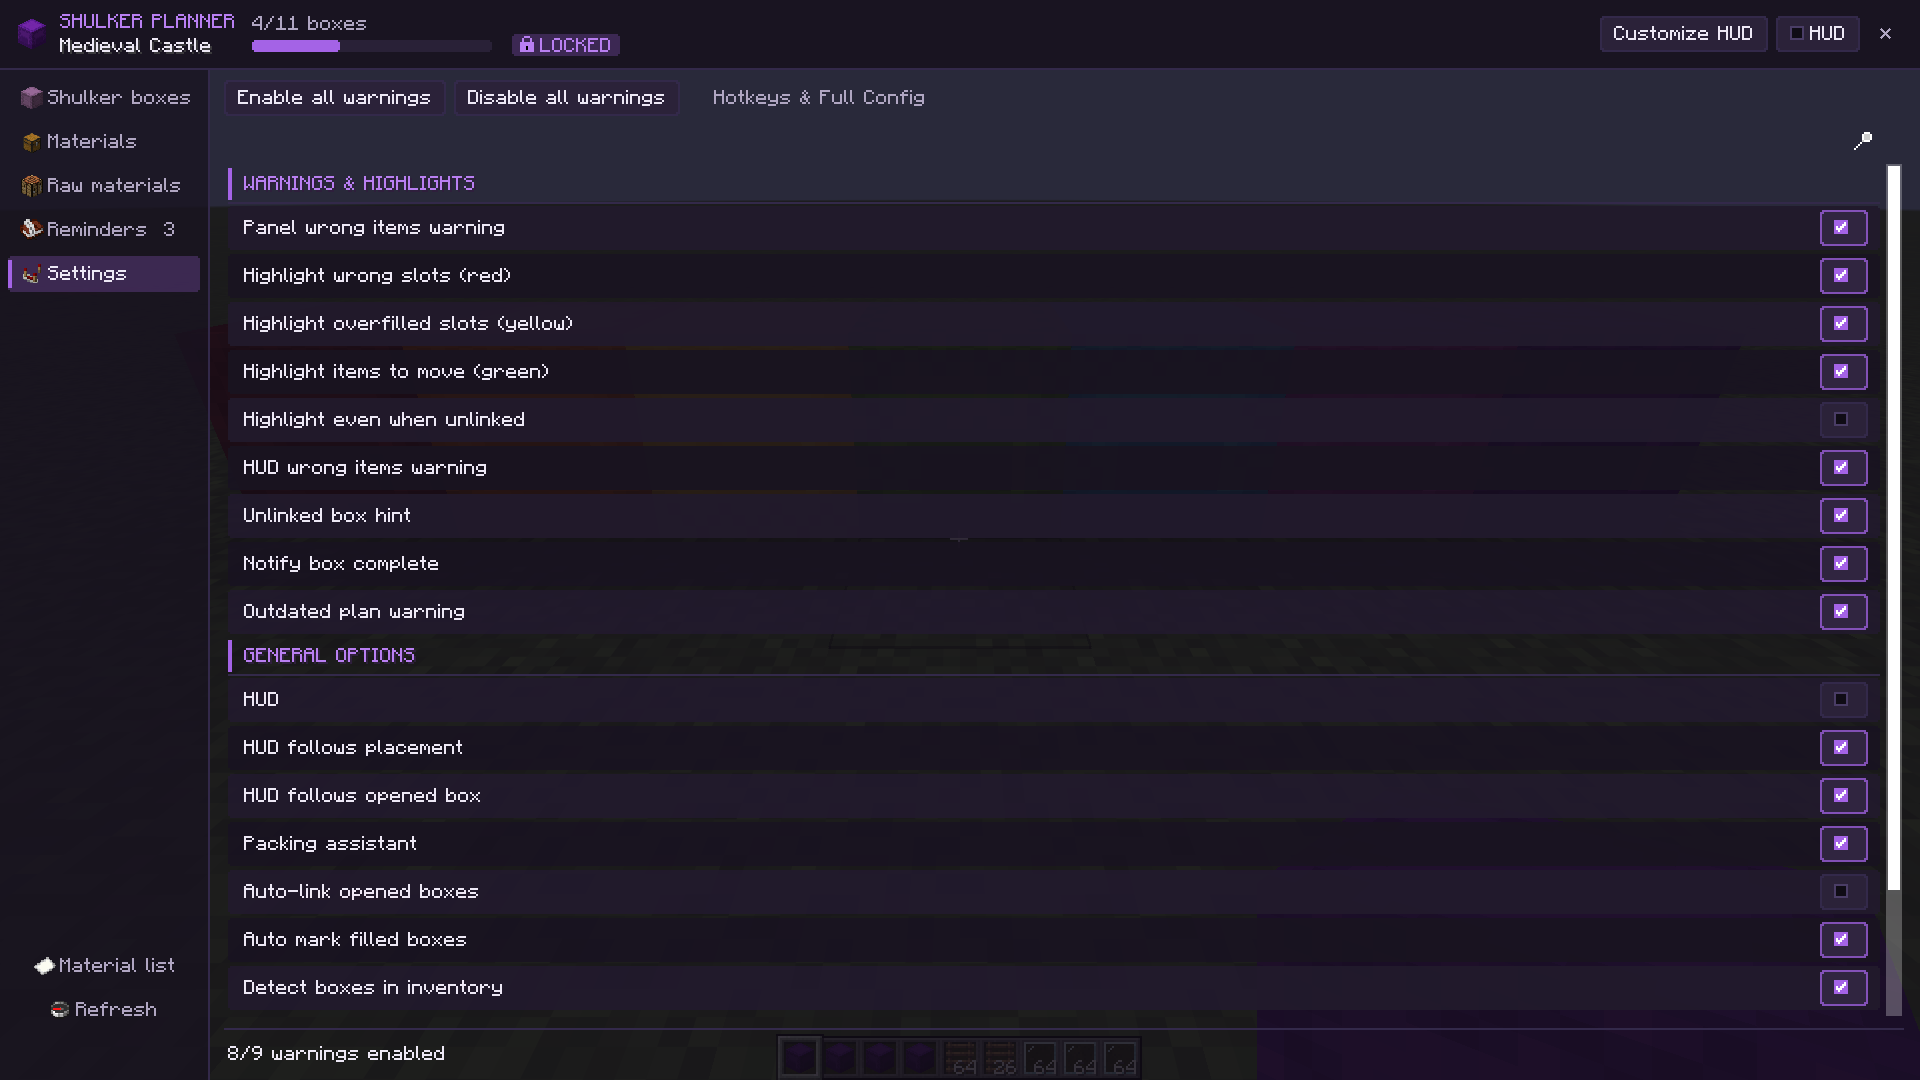 SHULKER PLANNER
4/11 boxes
Medieval Castle
LOCKED
Customize HUD
HUD
×
Shulker boxes
Materials
Raw materials
Reminders 3
Settings
Enable all warnings
Disable all warnings
Hotkeys & Full Config
WARNINGS & HIGHLIGHTS
Panel wrong items warning
Highlight wrong slots (red)
Highlight overfilled slots (yellow)
Highlight items to move (green)
Highlight even when unlinked
HUD wrong items warning
Unlinked box hint
Notify box complete
Outdated plan warning
GENERAL OPTIONS
HUD
HUD follows placement
HUD follows opened box
Packing assistant
Auto-link opened boxes
Auto mark filled boxes
Detect boxes in inventory
Material list
Refresh
8/9 warnings enabled
64 26 64 64 64